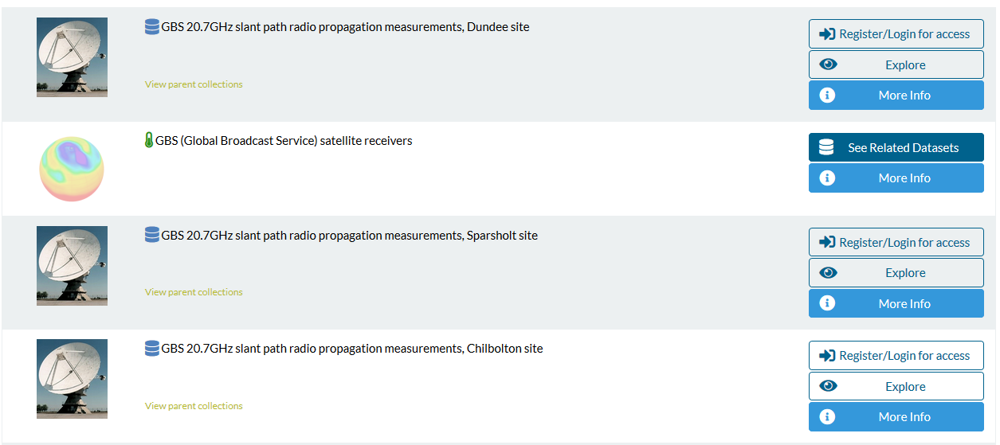 GBS 20.7GHz slant path radio propagation measurements, Dundee site
Register/Login for access
Explore
View parent collections
More Info
GBS (Global Broadcast Service) satellite receivers
See Related Datasets
More Info
GBS 20.7GHz slant path radio propagation measurements, Sparsholt site
Register/Login for access
Explore
View parent collections
More Info
GBS 20.7GHz slant path radio propagation measurements, Chilbolton site
Register/Login for access
Explore
View parent collections
More Info